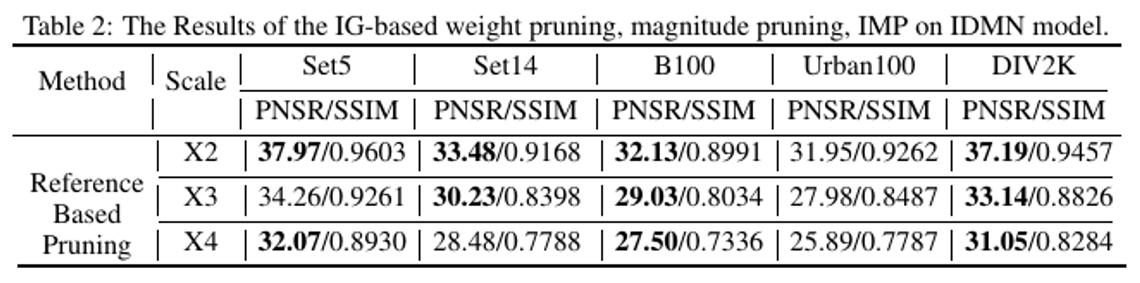 Table 2: The Results of the IG-based weight pruning, magnitude pruning, IMP on IDMN model.
Method Scale Set5 Set14 B100 Urban100 DIV2K
PNSR/SSIM PNSR/SSIM PNSR/SSIM PNSR/SSIM PNSR/SSIM
Reference Based Pruning
X2 37.97/0.9603 33.48/0.9168 32.13/0.8991 31.95/0.9262 37.19/0.9457
X3 34.26/0.9261 30.23/0.8398 29.03/0.8034 27.98/0.8487 33.14/0.8826
X4 32.07/0.8930 28.48/0.7788 27.50/0.7336 25.89/0.7787 31.05/0.8284